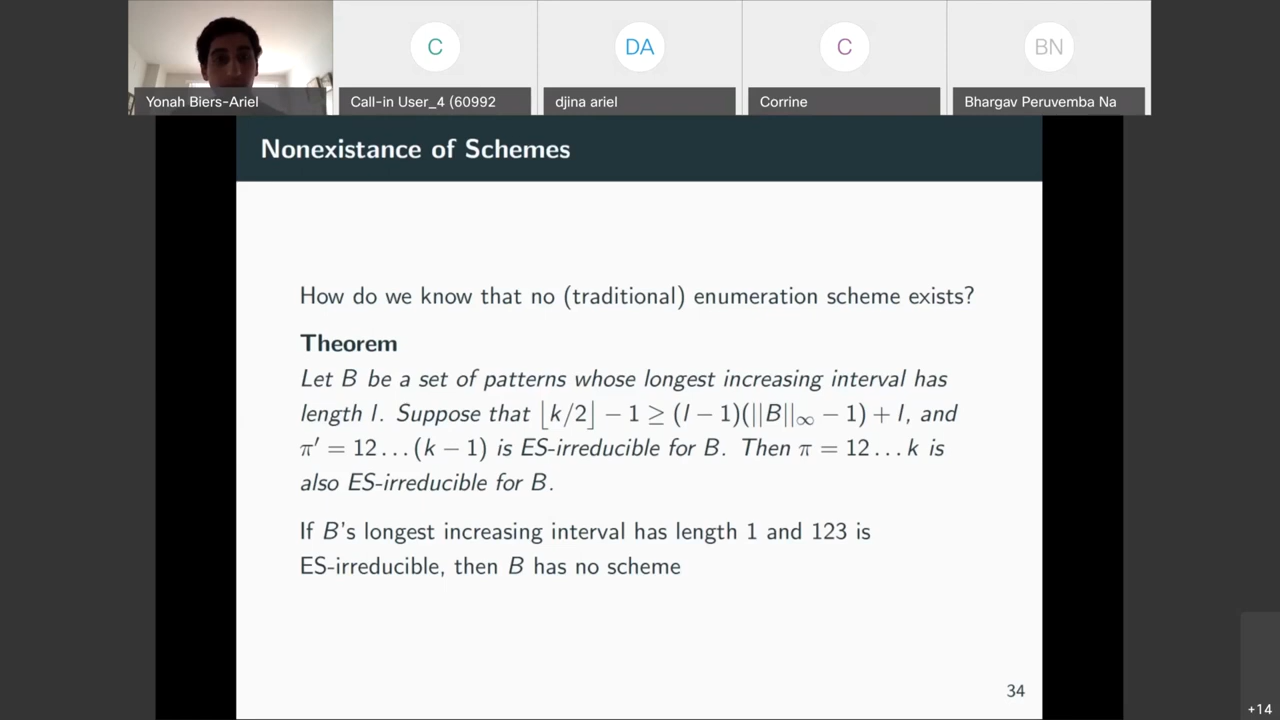 C
DA
C
BN
Yonah Biers-Ariel
Call-in User_4 (60992
djina ariel
Corrine
Bhargav Peruvemba Na
Nonexistance of Schemes
How do we know that no (traditional) enumeration scheme exists?
Theorem
Let B be a set of patterns whose longest increasing interval has
length l. Suppose that ⌊k/2⌋ − 1 ≥ (l − 1)(||B||∞ − 1) + l, and
π′ = 12…(k − 1) is ES-irreducible for B. Then π = 12…k is
also ES-irreducible for B.
If B's longest increasing interval has length 1 and 123 is
ES-irreducible, then B has no scheme
34
+14